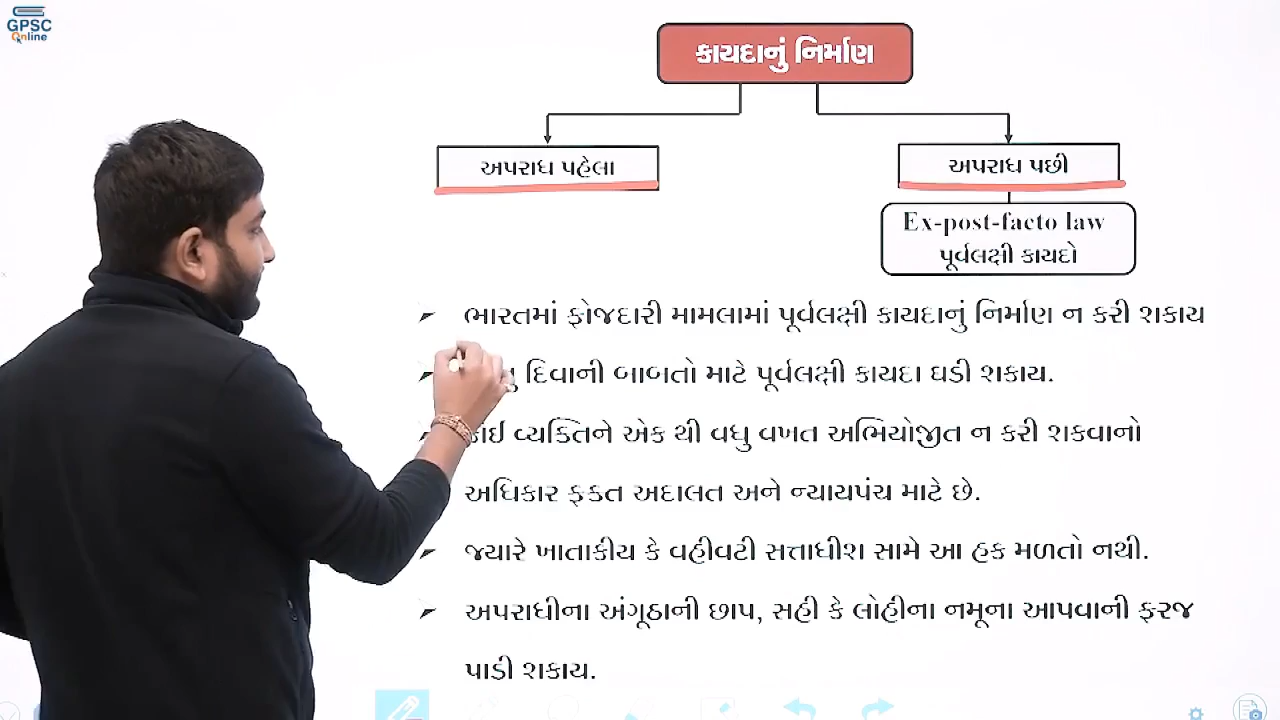 GPSC
Online
કાયદાનું નિર્માણ
અપરાધ પહેલા
અપરાધ પછી
Ex-post-facto law
પૂર્વલક્ષી કાયદો
ભારતમાં ફોજદારી મામલામાં પૂર્વલક્ષી કાયદાનું નિર્માણ ન કરી શકાય
દિવાની બાબતો માટે પૂર્વલક્ષી કાયદા ઘડી શકાય.
વ્યક્તિને એક થી વધુ વખત અભિયોજીત ન કરી શકવાનો
અધિકાર ફક્ત અદાલત અને ન્યાયપંચ માટે છે.
જ્યારે ખાતાકીય કે વહીવટી સત્તાધીશ સામે આ હક મળતો નથી.
અપરાધીના અંગૂઠાની છાપ, સહી કે લોહીના નમૂના આપવાની ફરજ
પાડી શકાય.